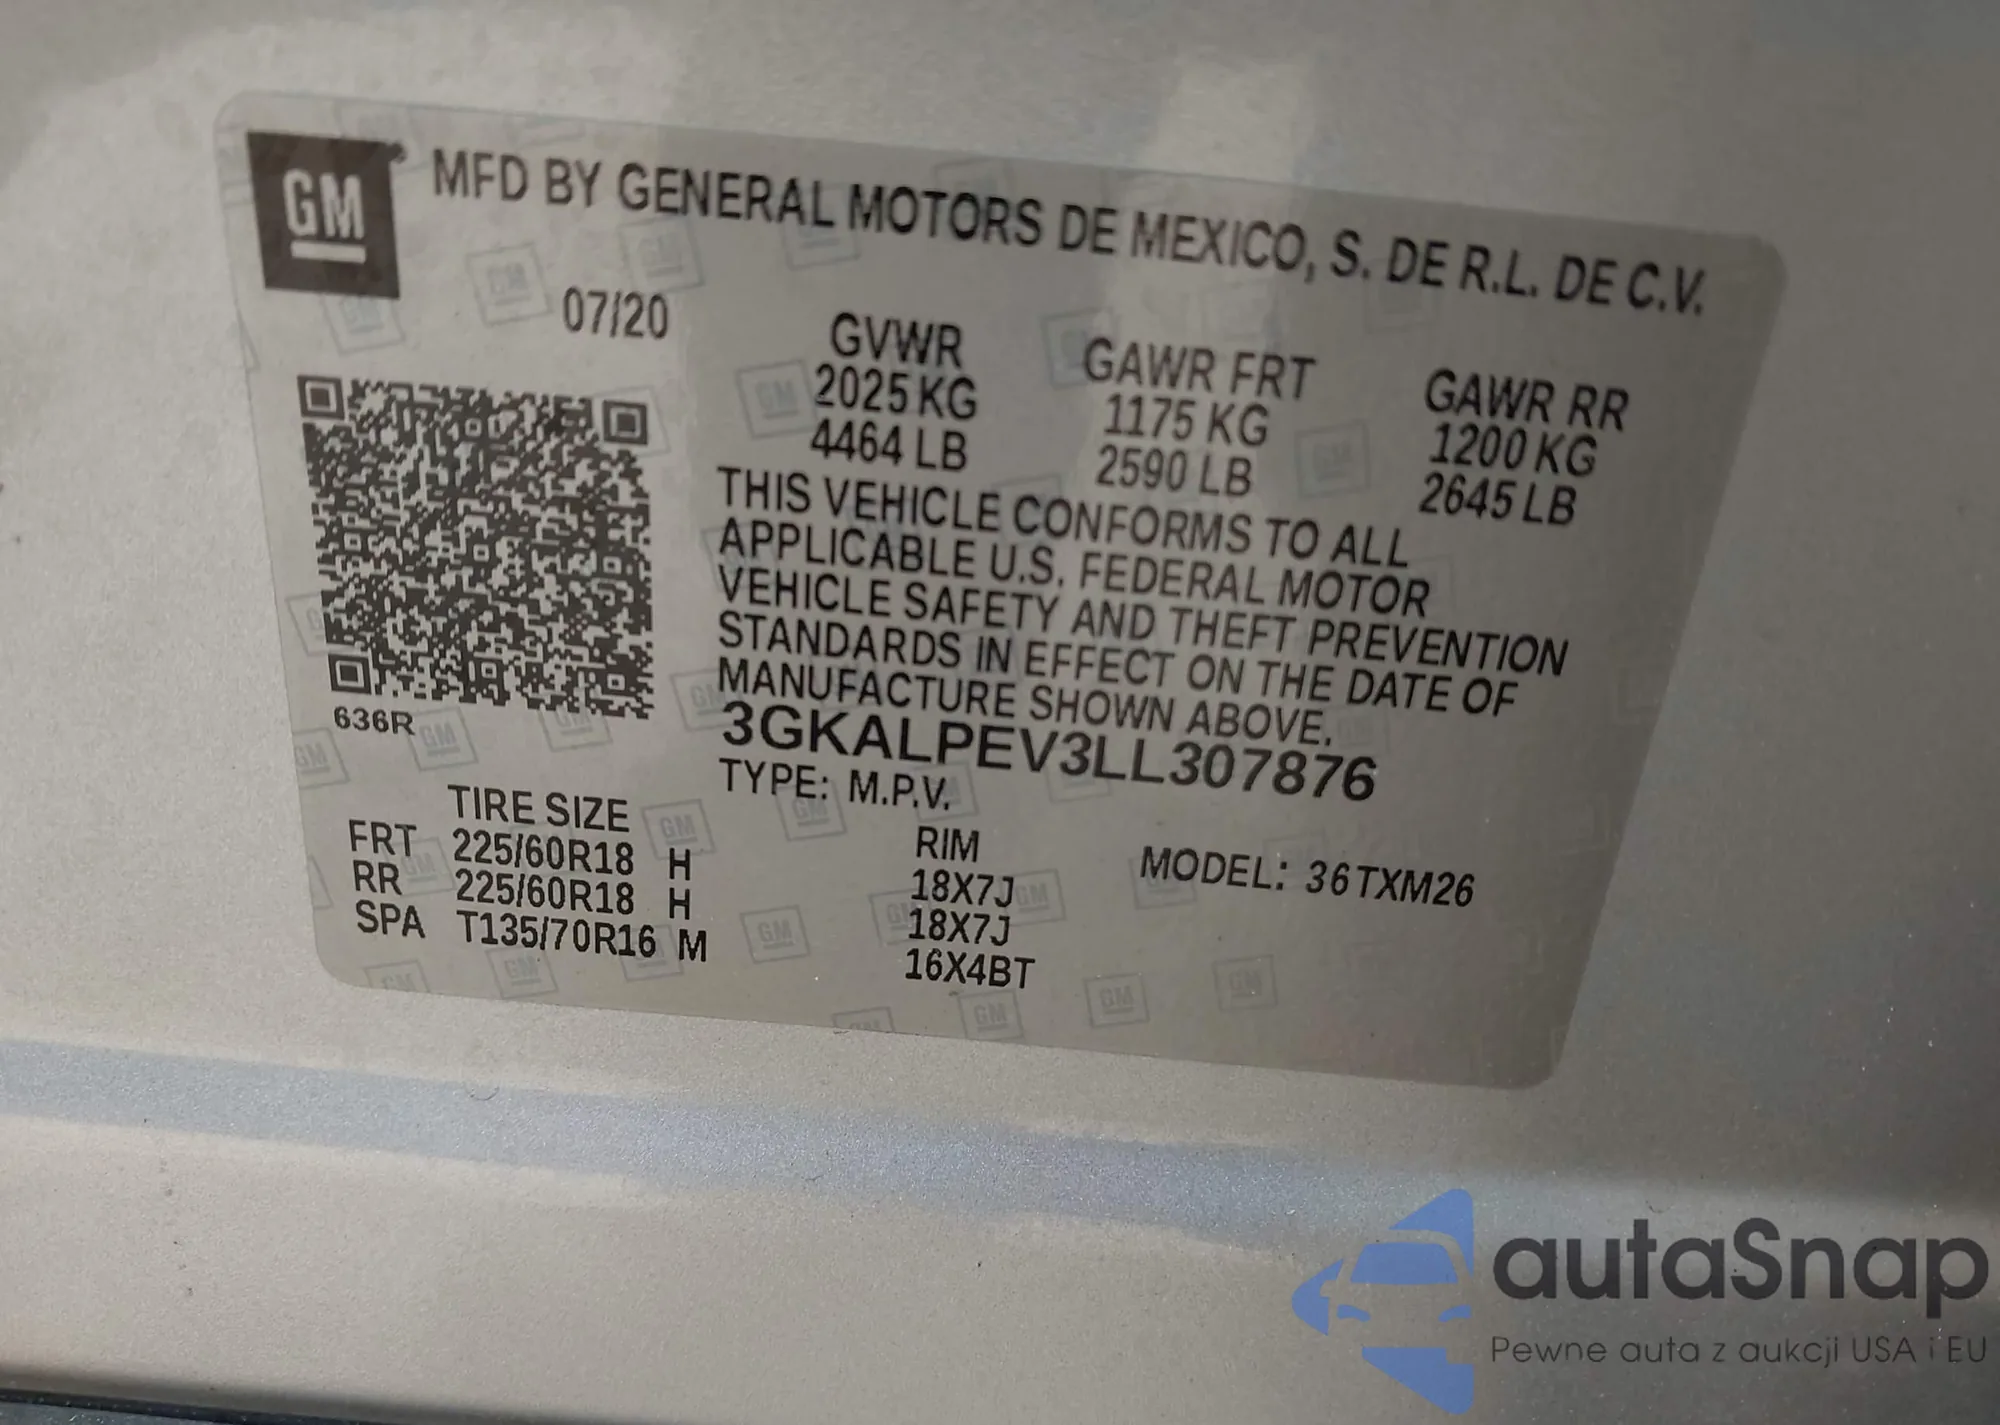 GM
MFD BY GENERAL MOTORS DE MEXICO, S. DE R.L. DE C.V.
07/20
GVWR
2025 KG
4464 LB
GAWR FRT
1175 KG
2590 LB
GAWR RR
1200 KG
2645 LB
THIS VEHICLE CONFORMS TO ALL
APPLICABLE U.S. FEDERAL MOTOR
VEHICLE SAFETY AND THEFT PREVENTION
STANDARDS IN EFFECT ON THE DATE OF
MANUFACTURE SHOWN ABOVE.
3GKALPEV3LL307876
TYPE: M.P.V.
636R
TIRE SIZE RIM MODEL: 36TXM26
FRT 225/60R18 H 18X7J
RR 225/60R18 H 18X7J
SPA T135/70R16 M 16X4BT
autaSnap
Pewne auta z aukcji USA i EU